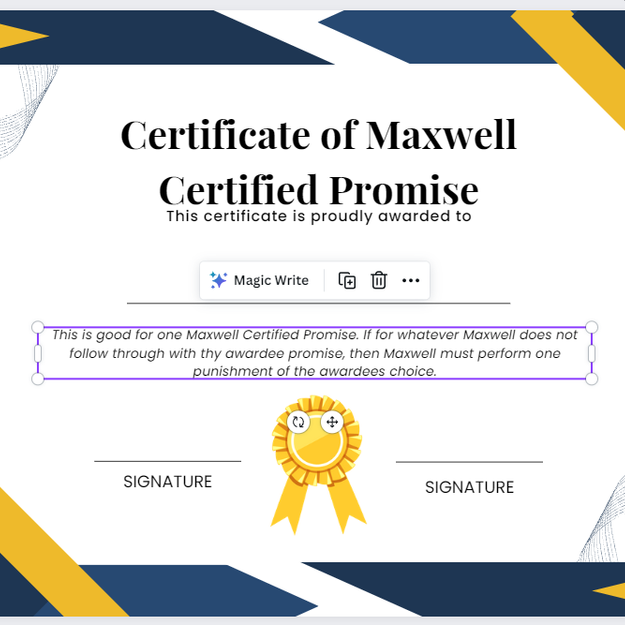 Certificate of Maxwell
Certified Promise
This certificate is proudly awarded to
Magic Write
This is good for one Maxwell Certified Promise. If for whatever Maxwell does not
follow through with thy awardee promise, then Maxwell must perform one
punishment of the awardees choice.
SIGNATURE
SIGNATURE